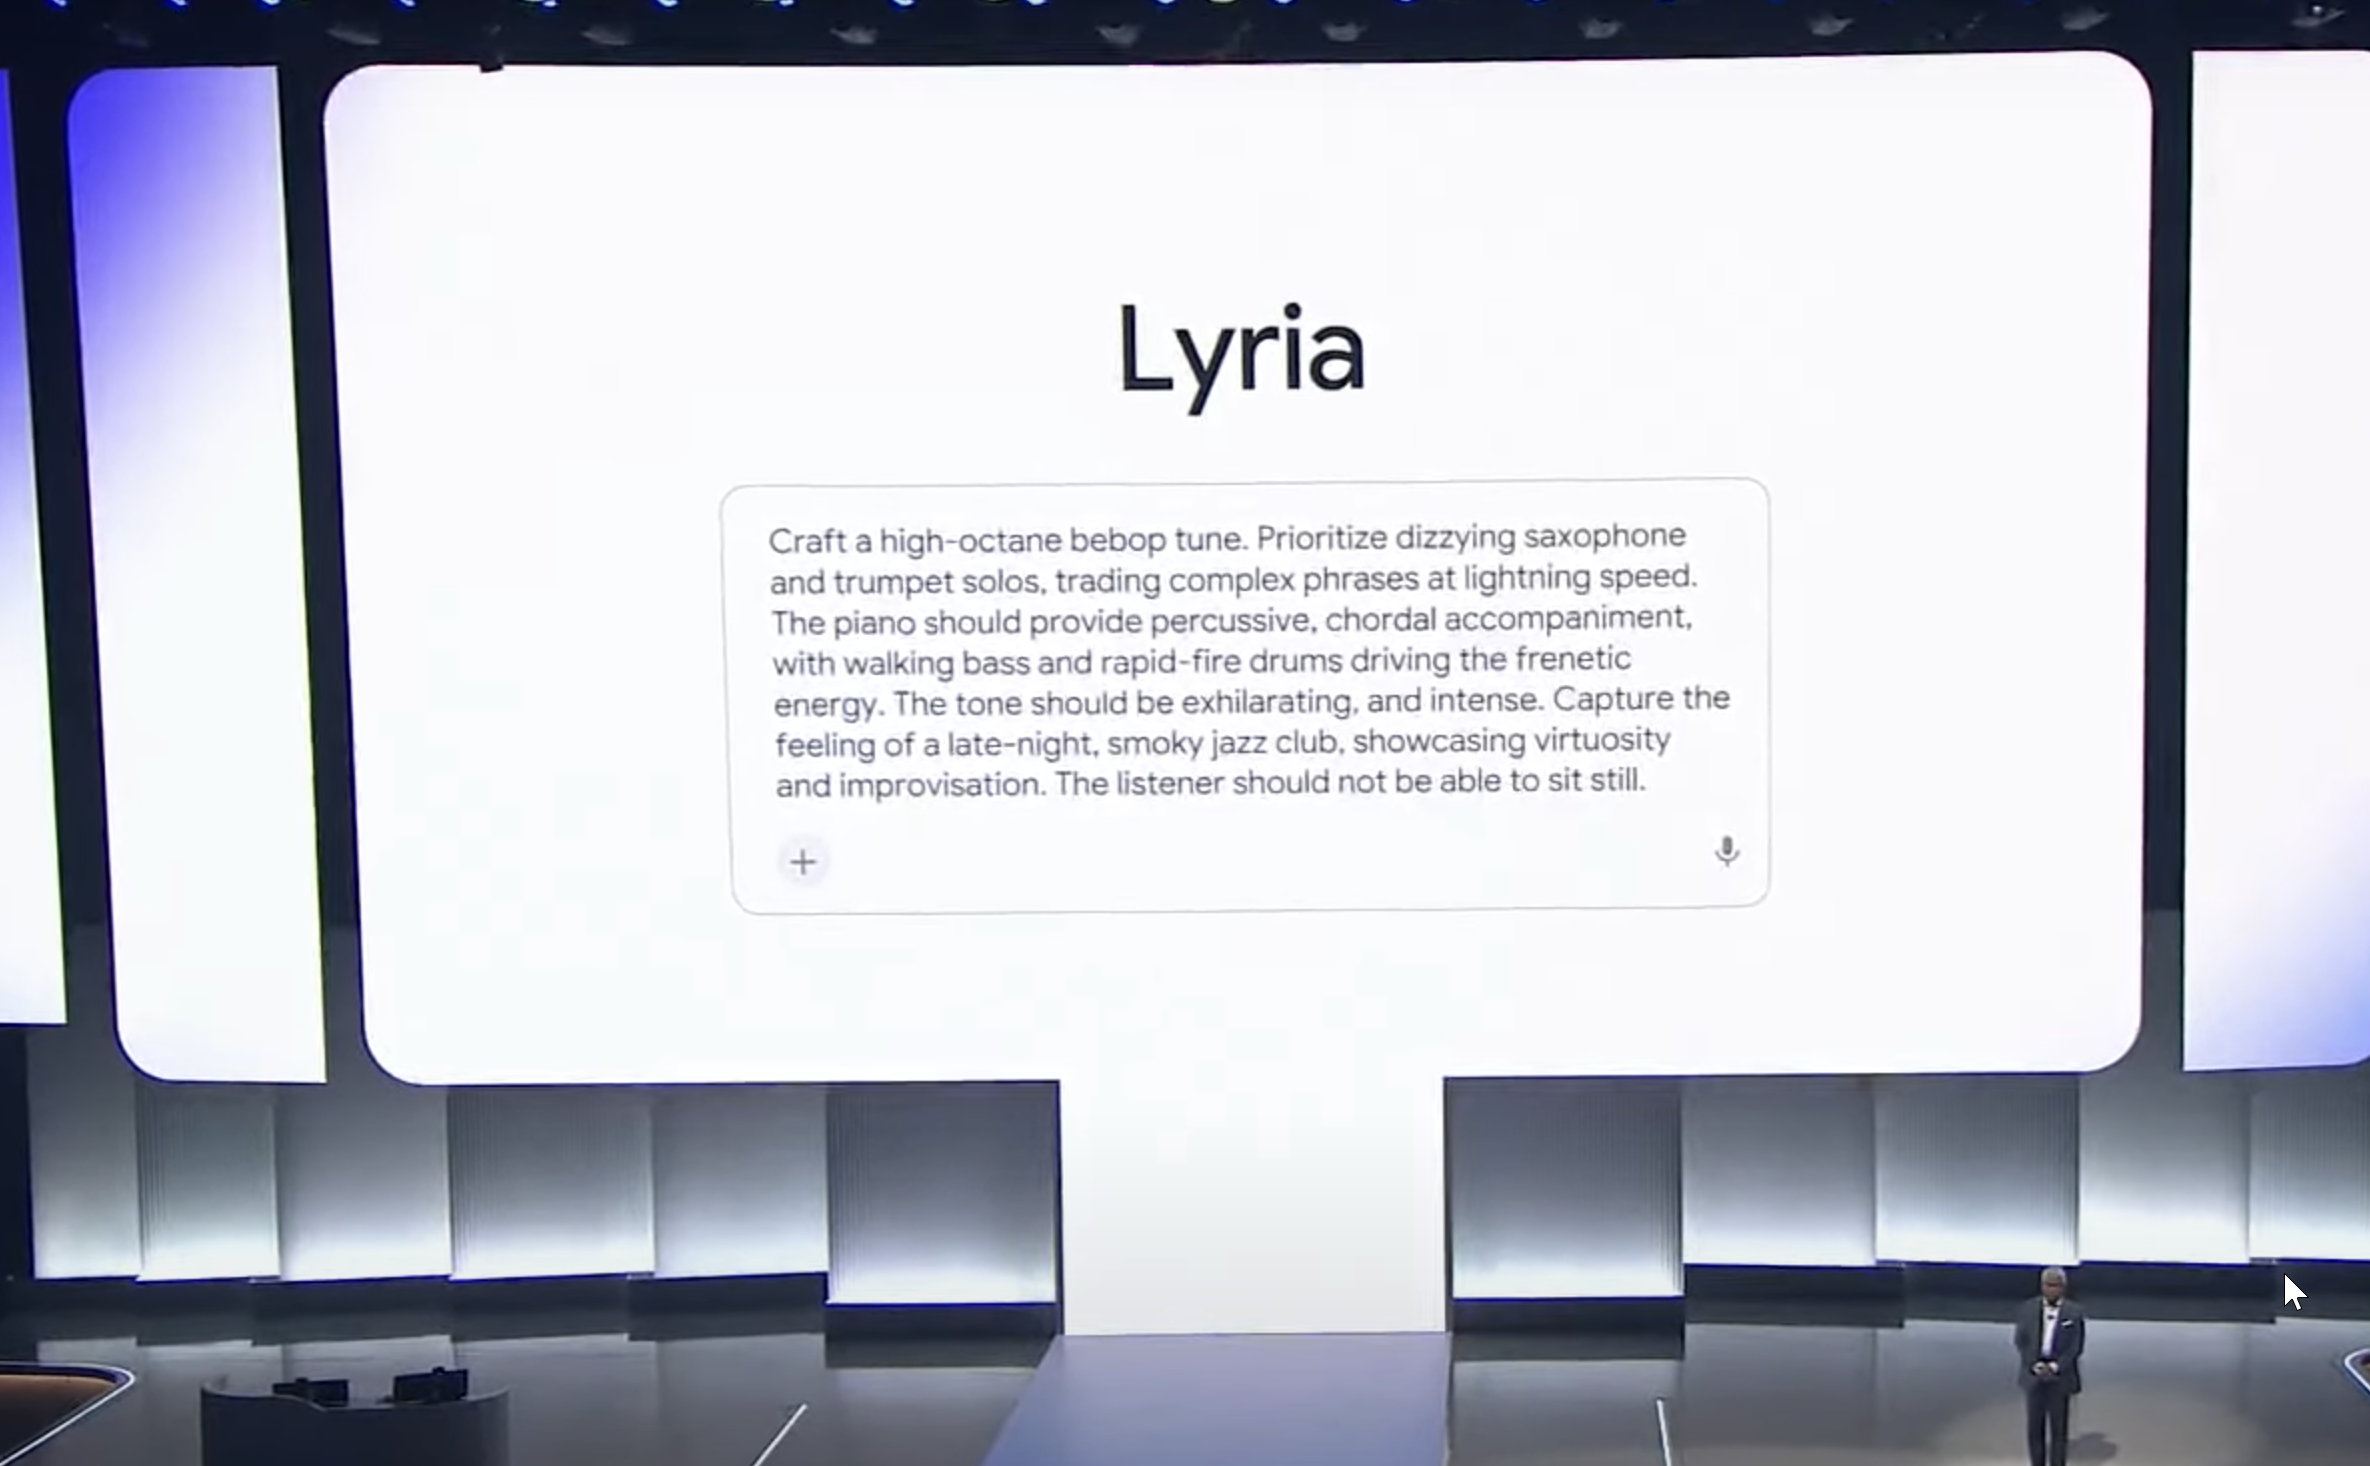 Lyria
Craft a high-octane bebop tune. Prioritize dizzying saxophone
and trumpet solos, trading complex phrases at lightning speed.
The piano should provide percussive, chordal accompaniment,
with walking bass and rapid-fire drums driving the frenetic
energy. The tone should be exhilarating, and intense. Capture the
feeling of a late-night, smoky jazz club, showcasing virtuosity
and improvisation. The listener should not be able to sit still.